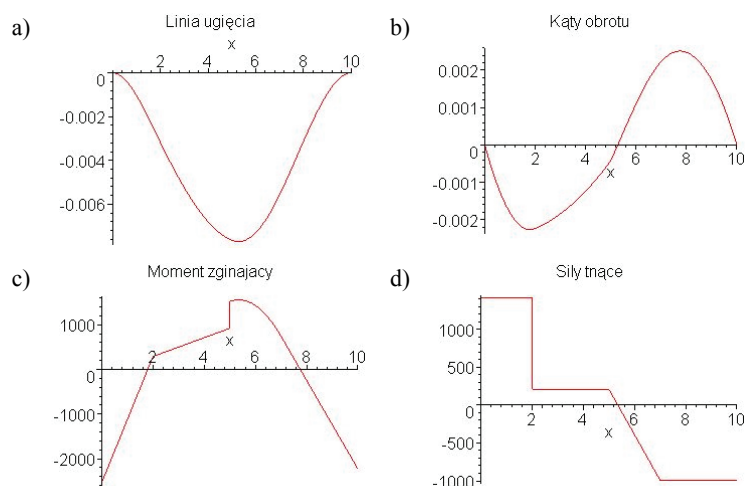 a) Linia ugięcia
x
2 4 6 8 10
0
-0.002
-0.004
-0.006
b) Kąty obrotu
0.002
0.001
0
2 4 6 8 10
x
-0.001
-0.002
c) Moment zginajacy
1000
2 4 6 8 10
x
0
-1000
-2000
d) Sily tnące
1000
500
0
2 4 6 8 10
x
-500
-1000